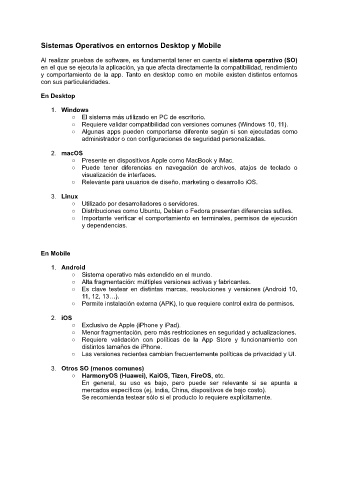 Sistemas Operativos en entornos Desktop y Mobile
Al realizar pruebas de software, es fundamental tener en cuenta el sistema operativo (SO)
en el que se ejecuta la aplicación, ya que afecta directamente la compatibilidad, rendimiento
y comportamiento de la app. Tanto en desktop como en mobile existen distintos entornos
con sus particularidades.
En Desktop
1. Windows
○ El sistema más utilizado en PC de escritorio.
○ Requiere validar compatibilidad con versiones comunes (Windows 10, 11).
○ Algunas apps pueden comportarse diferente según si son ejecutadas como
administrador o con configuraciones de seguridad personalizadas.
2. macOS
○ Presente en dispositivos Apple como MacBook y iMac.
○ Puede tener diferencias en navegación de archivos, atajos de teclado o
visualización de interfaces.
○ Relevante para usuarios de diseño, marketing o desarrollo iOS.
3. Linux
○ Utilizado por desarrolladores o servidores.
○ Distribuciones como Ubuntu, Debian o Fedora presentan diferencias sutiles.
○ Importante verificar el comportamiento en terminales, permisos de ejecución
y dependencias.
En Mobile
1. Android
○ Sistema operativo más extendido en el mundo.
○ Alta fragmentación: múltiples versiones activas y fabricantes.
○ Es clave testear en distintas marcas, resoluciones y versiones (Android 10,
11, 12, 13…).
○ Permite instalación externa (APK), lo que requiere control extra de permisos.
2. iOS
○ Exclusivo de Apple (iPhone y iPad).
○ Menor fragmentación, pero más restricciones en seguridad y actualizaciones.
○ Requiere validación con políticas de la App Store y funcionamiento con
distintos tamaños de iPhone.
○ Las versiones recientes cambian frecuentemente políticas de privacidad y UI.
3. Otros SO (menos comunes)
○ HarmonyOS (Huawei), KaiOS, Tizen, FireOS, etc.
En general, su uso es bajo, pero puede ser relevante si se apunta a
mercados específicos (ej. India, China, dispositivos de bajo costo).
Se recomienda testear sólo si el producto lo requiere explícitamente.